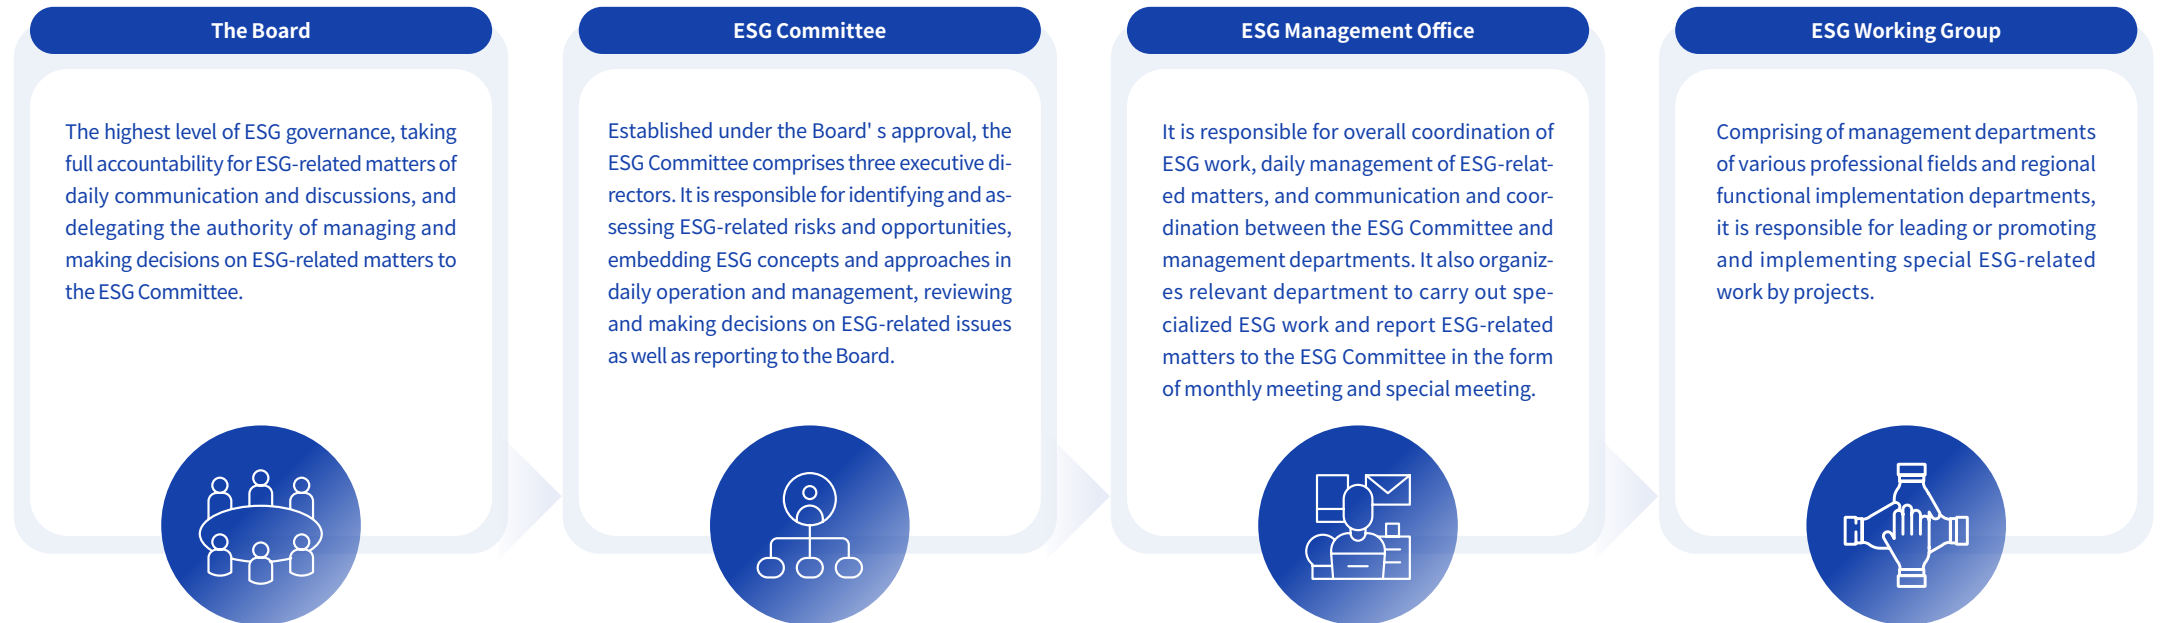 The Board
The highest level of ESG governance, taking
full accountability for ESG-related matters of
daily communication and discussions, and
delegating the authority of managing and
making decisions on ESG-related matters to
the ESG Committee.
ESG Committee
Established under the Board' s approval, the
ESG Committee comprises three executive di-
rectors. It is responsible for identifying and as-
sessing ESG-related risks and opportunities,
embedding ESG concepts and approaches in
daily operation and management, reviewing
and making decisions on ESG-related issues
as well as reporting to the Board.
ESG Management Office
It is responsible for overall coordination of
ESG work, daily management of ESG-relat-
ed matters, and communication and coor-
dination between the ESG Committee and
management departments. It also organiz-
es relevant department to carry out spe-
cialized ESG work and report ESG-related
matters to the ESG Committee in the form
of monthly meeting and special meeting.
ESG Working Group
Comprising of management departments
of various professional fields and regional
functional implementation departments,
it is responsible for leading or promoting
and implementing special ESG-related
work by projects.